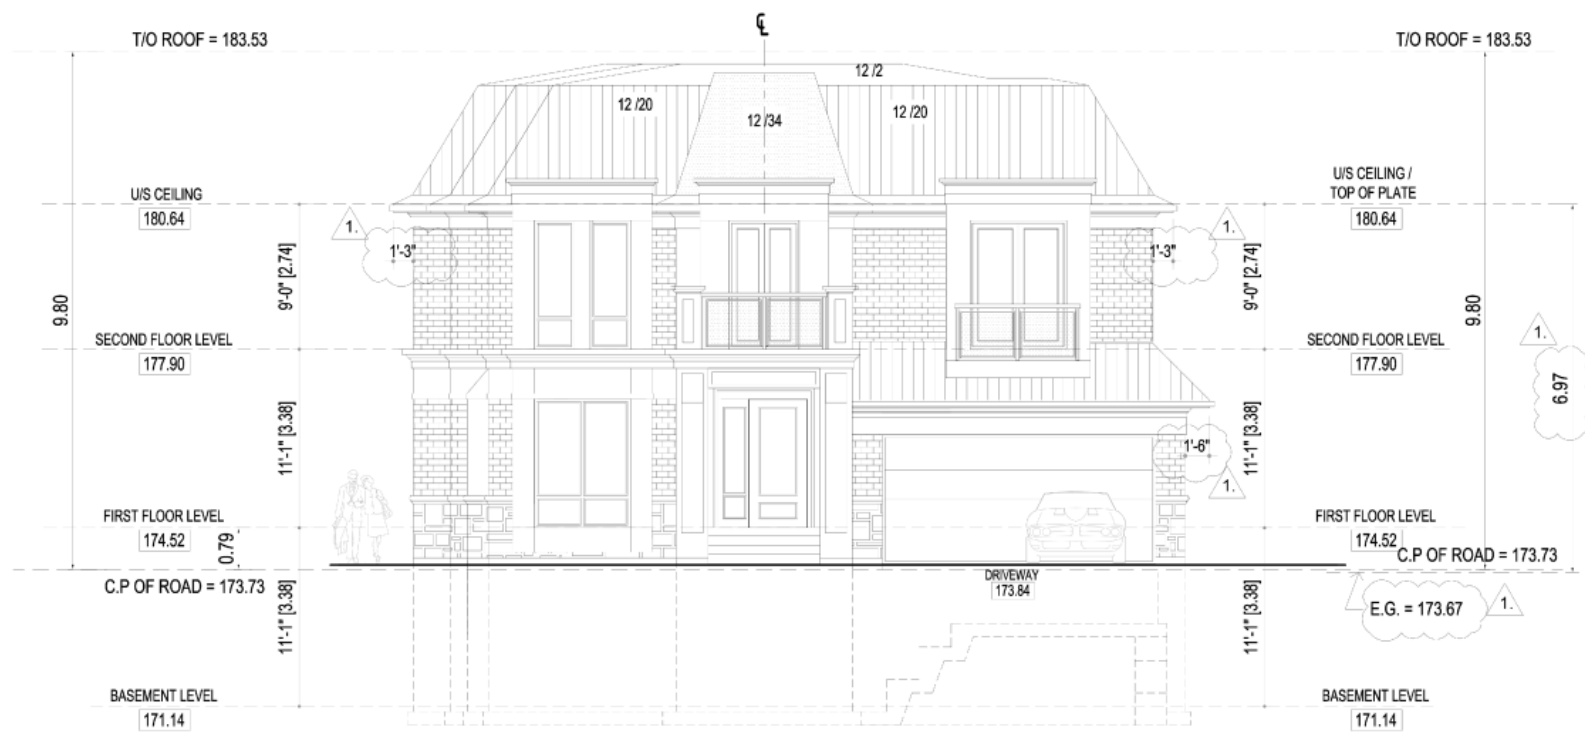 ℄
T/O ROOF = 183.53
T/O ROOF = 183.53
12 /2
12 /20
12 /34
12 /20
U/S CEILING
180.64
U/S CEILING /
TOP OF PLATE
180.64
1.
1'-3"
1.
1'-3"
9'-0" [2.74]
9'-0" [2.74]
9.80
9.80
SECOND FLOOR LEVEL
177.90
SECOND FLOOR LEVEL
177.90
1.
6.97
11'-1" [3.38]
11'-1" [3.38]
1'-6"
1.
FIRST FLOOR LEVEL
174.52
0.79
FIRST FLOOR LEVEL
174.52
C.P OF ROAD = 173.73
C.P OF ROAD = 173.73
DRIVEWAY
173.84
E.G. = 173.67
1.
11'-1" [3.38]
11'-1" [3.38]
BASEMENT LEVEL
171.14
BASEMENT LEVEL
171.14